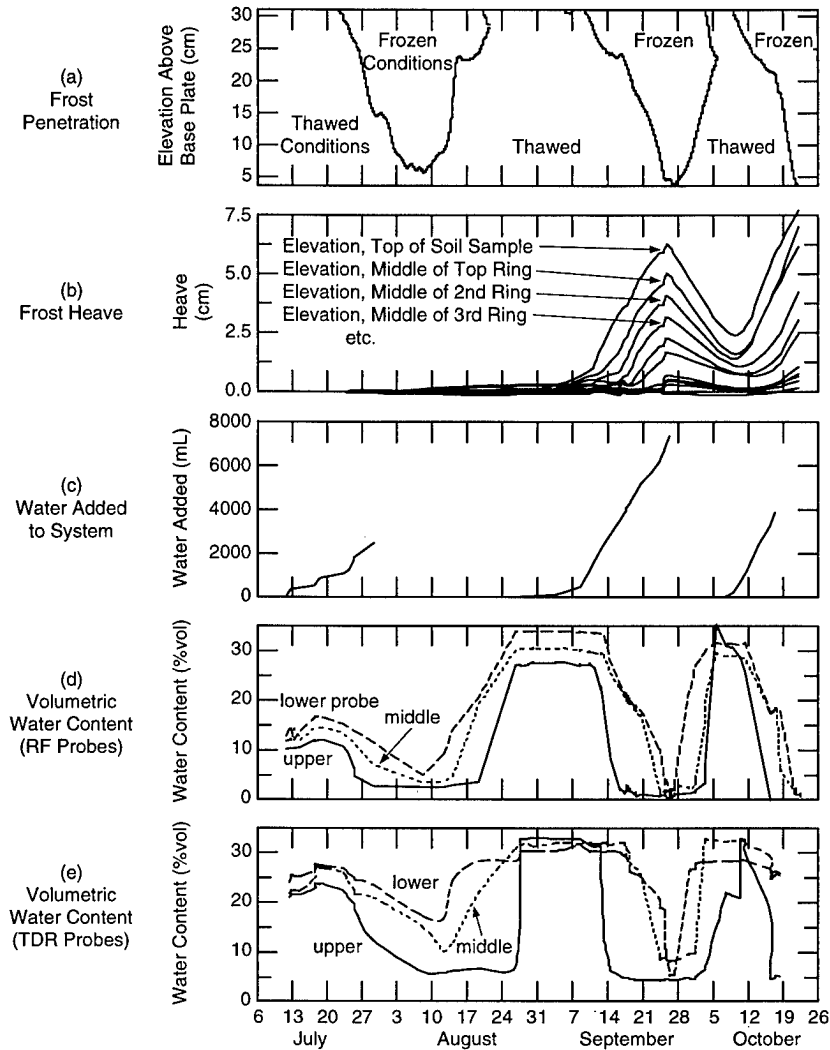 (a)
Frost
Penetration
Elevation Above
Base Plate (cm)
30
25
20
15
10
5
Frozen
Conditions
Thawed
Conditions
Thawed
Frozen
Thawed
Frozen
(b)
Frost Heave
Heave
(cm)
7.5
5.0
2.5
0.0
Elevation, Top of Soil Sample
Elevation, Middle of Top Ring
Elevation, Middle of 2nd Ring
Elevation, Middle of 3rd Ring
etc.
(c)
Water Added
to System
Water Added (mL)
8000
6000
4000
2000
0
(d)
Volumetric
Water Content
(RF Probes)
Water Content (%vol)
30
20
10
0
lower probe
middle
upper
(e)
Volumetric
Water Content
(TDR Probes)
Water Content (%vol)
30
20
10
0
lower
upper
middle
6 13 20 27 3 10 17 24 31 7 14 21 28 5 12 19 26
July August September October